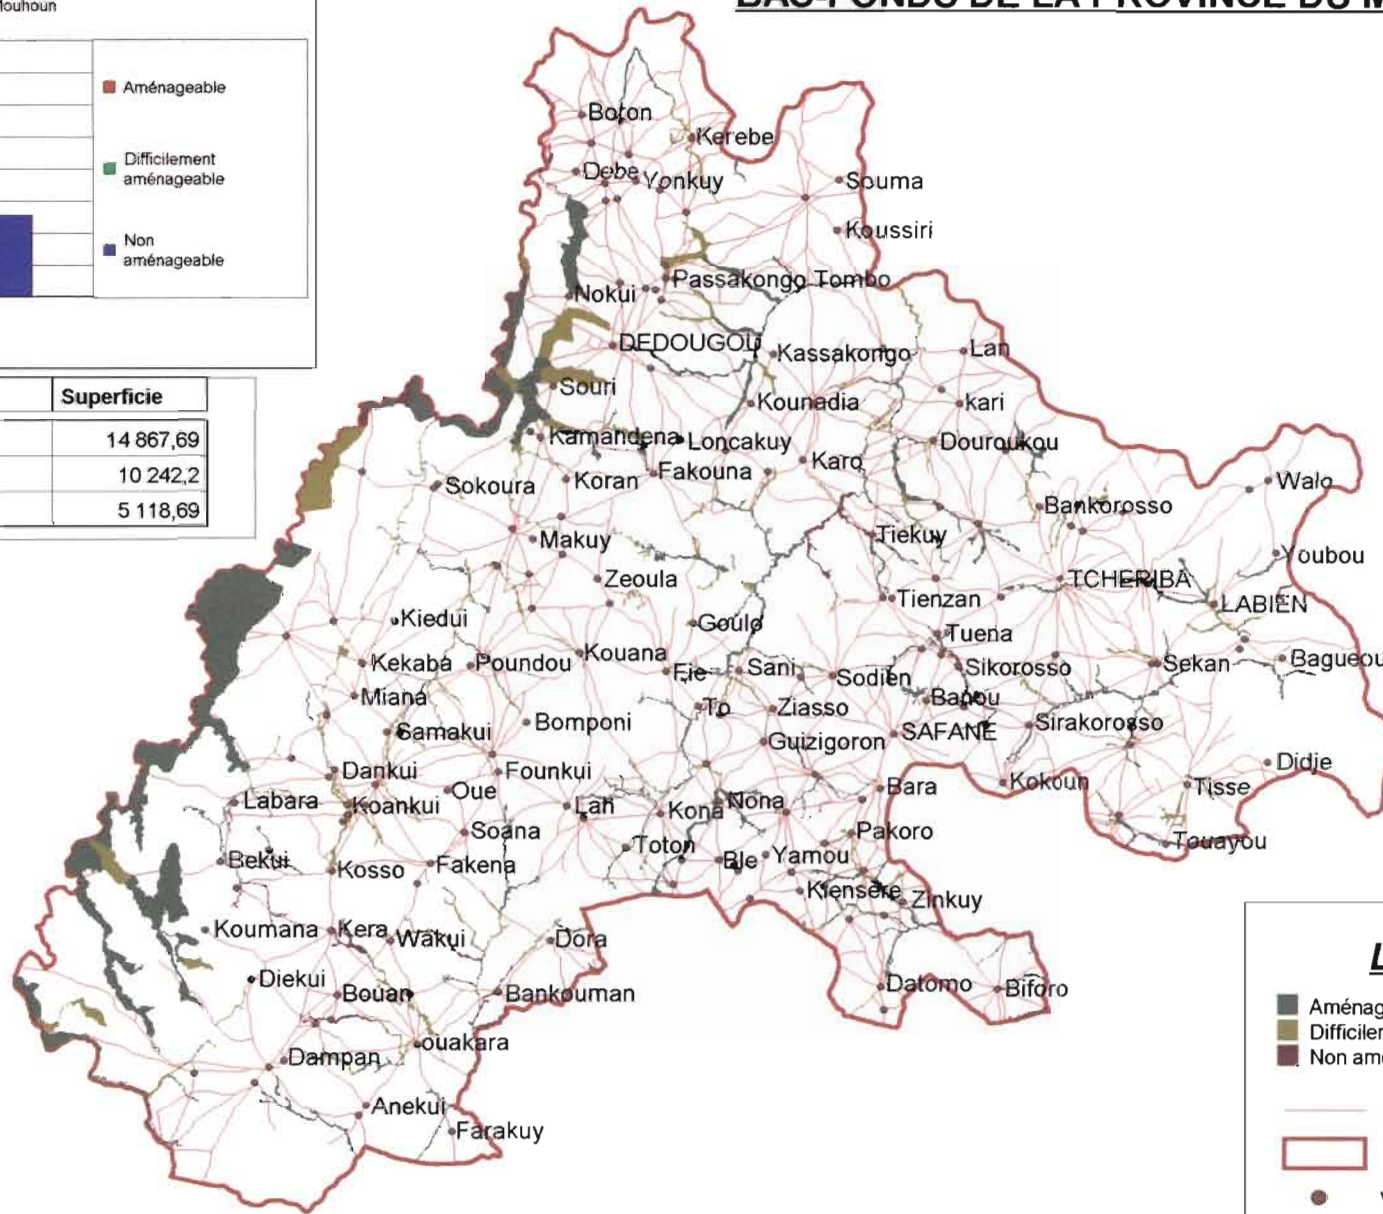 BAS-FONDS DE LA PROVINCE DU M
Mouhoun
Aménageable
Difficilement
aménageable
Non
aménageable
Superficie
14 867,69
10 242,2
5 118,69
Boton
Kerebe
Debe
Yonkuy
Souma
Koussiri
Passakongo
Tombo
Nokui
DEDOUGOU
Kassakongo
Lan
Souri
Kounadia
kari
Kamandena
Loncakuy
Douroukou
Karo
Sokoura
Koran
Fakouna
Walo
Bankorosso
Makuy
Tiekuy
Youbou
Zeoula
TCHERIBA
Tienzan
LABIEN
Kiedui
Goulo
Tuena
Kekaba
Poundou
Kouana
Fie
Sani
Sodien
Sikorosso
Sekan
Bagueou
Miana
To
Ziasso
Banou
Samakui
Bomponi
Guizigoron
SAFANE
Sirakorosso
Dankui
Founkui
Didje
Labara
Koankui
Oue
Lah
Kona
Nona
Bara
Kokoun
Tisse
Soana
Pakoro
Toton
Touayou
Bekui
Kosso
Fakena
Ble
Yamou
Kiensere
Zinkuy
Koumana
Kera
Wakui
Dora
Diekui
Bouan
Bankouman
Datomo
Biforo
ouakara
Dampan
Anekui
Farakuy
L
Aménag
Difficilem
Non amé
V